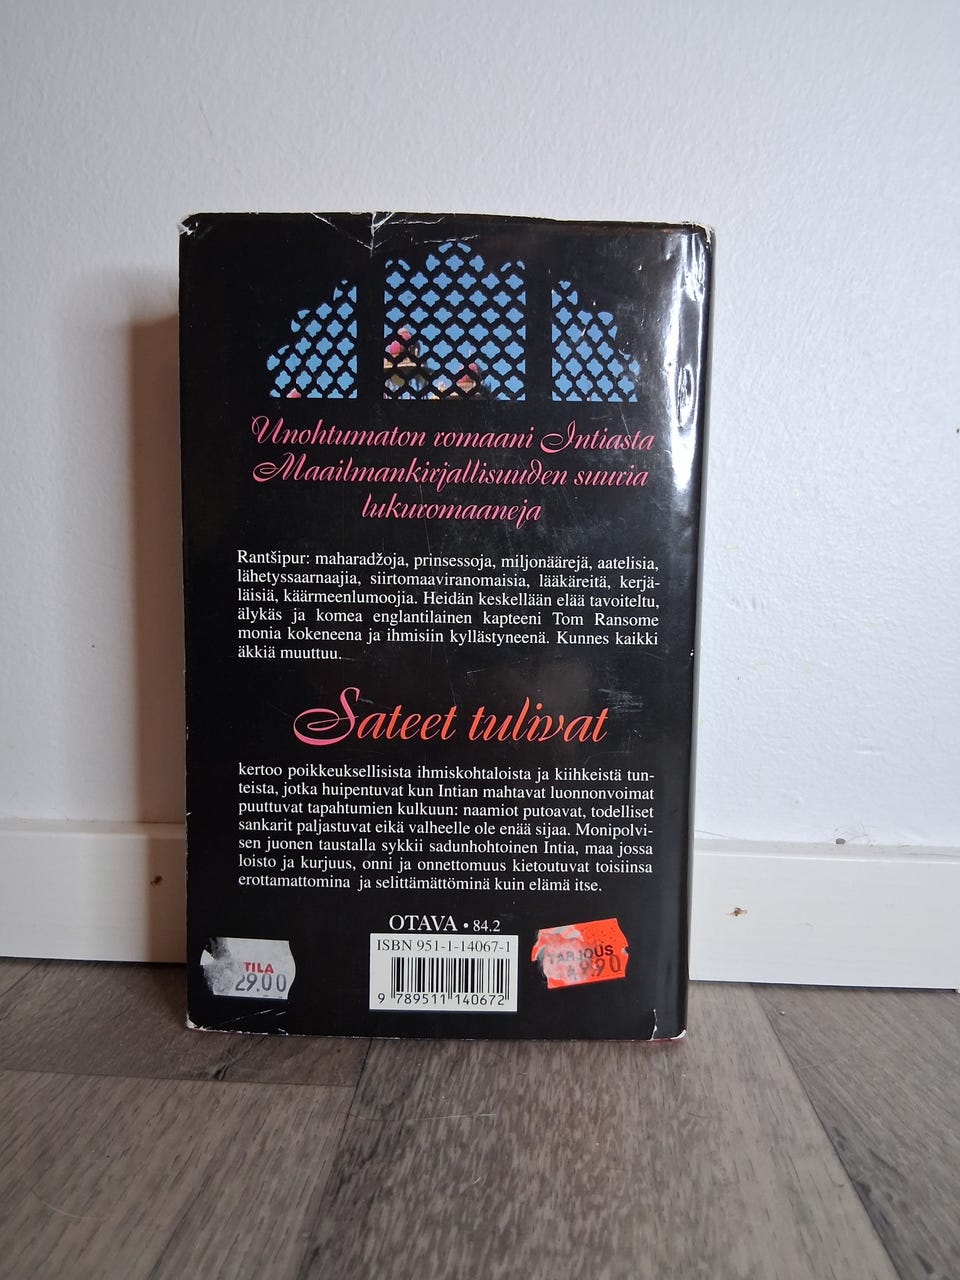 Unohtumaton romaani Intiasta
Maailmankirjallisuuden suuria
lukuromaaneja
Rantšipur: maharadžoja, prinsessoja, miljonäärejä, aatelisia,
lähetyssaarnaajia, siirtomaaviranomaisia, lääkäreitä, kerjä-
läisiä, käärmeenlumoojia. Heidän keskellään elää tavoiteltu,
älykäs ja komea englantilainen kapteeni Tom Ransome
monia kokeneena ja ihmisiin kyllästyneenä. Kunnes kaikki
äkkiä muuttuu.
Sateet tulivat
kertoo poikkeuksellisista ihmiskohtaloista ja kiihkeistä tun-
teista, jotka huipentuvat kun Intian mahtavat luonnonvoimat
puuttuvat tapahtumien kulkuun: naamiot putoavat, todelliset
sankarit paljastuvat eikä valheelle ole enää sijaa. Monipolvi-
sen juonen taustalla sykkii sadunhohtoinen Intia, maa jossa
loisto ja kurjuus, onni ja onnettomuus kietoutuvat toisiinsa
erottamattomina ja selittämättöminä kuin elämä itse.
OTAVA • 84.2
ISBN 951-1-14067-1
9 789511 140672
TILA
29.00
TARJOUS
49.90